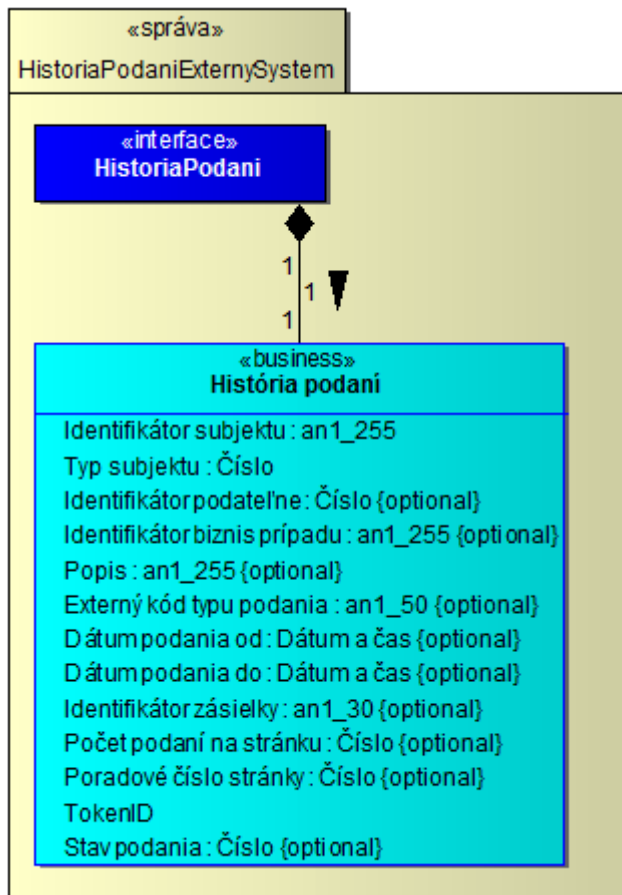 «správa»
HistoriaPodaniExternySystem
«interface»
HistoriaPodani
1
1
1
«business»
História podaní
Identifikátor subjektu : an1_255
Typ subjektu : Číslo
Identifikátor podateľne : Číslo {optional}
Identifikátor biznis prípadu : an1_255 {optional}
Popis : an1_255 {optional}
Externý kód typu podania : an1_50 {optional}
Dátum podania od : Dátum a čas {optional}
Dátum podania do : Dátum a čas {optional}
Identifikátor zásielky : an1_30 {optional}
Počet podaní na stránku : Číslo {optional}
Poradové číslo stránky : Číslo {optional}
TokenID
Stav podania : Číslo {optional}